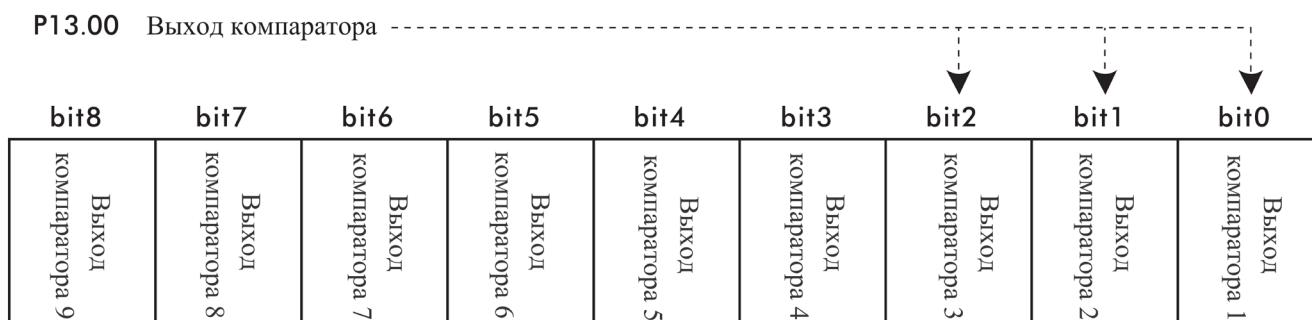 P13.00 Выход компаратора
bit8 bit7 bit6 bit5 bit4 bit3 bit2 bit1 bit0
Выход
компаратора 9
Выход
компаратора 8
Выход
компаратора 7
Выход
компаратора 6
Выход
компаратора 5
Выход
компаратора 4
Выход
компаратора 3
Выход
компаратора 2
Выход
компаратора 1